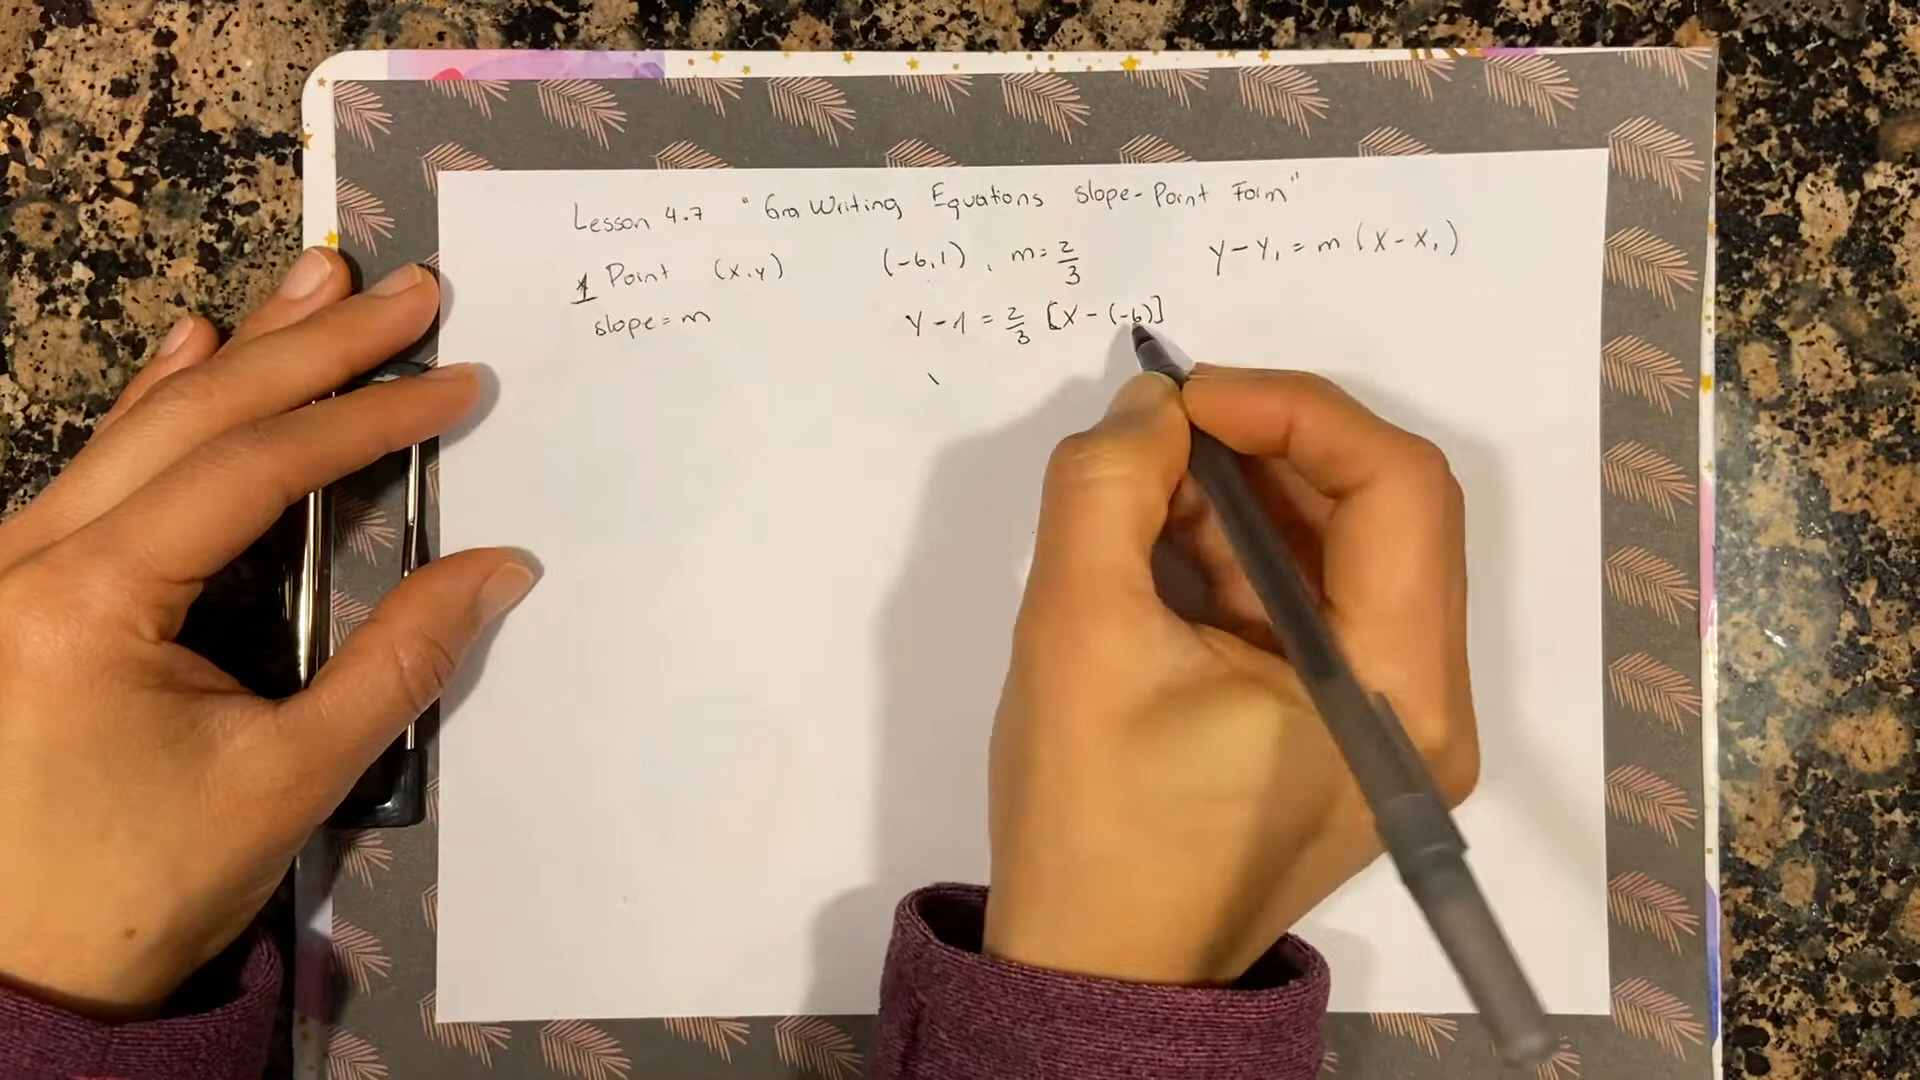 Lesson 4.7 "Gra Writing Equations Slope-Point Form"
1 Point (x,y) (-6,1), m=2/3 y-y₁=m(x-x₁)
slope=m y-1=2/3[x-(-6)]